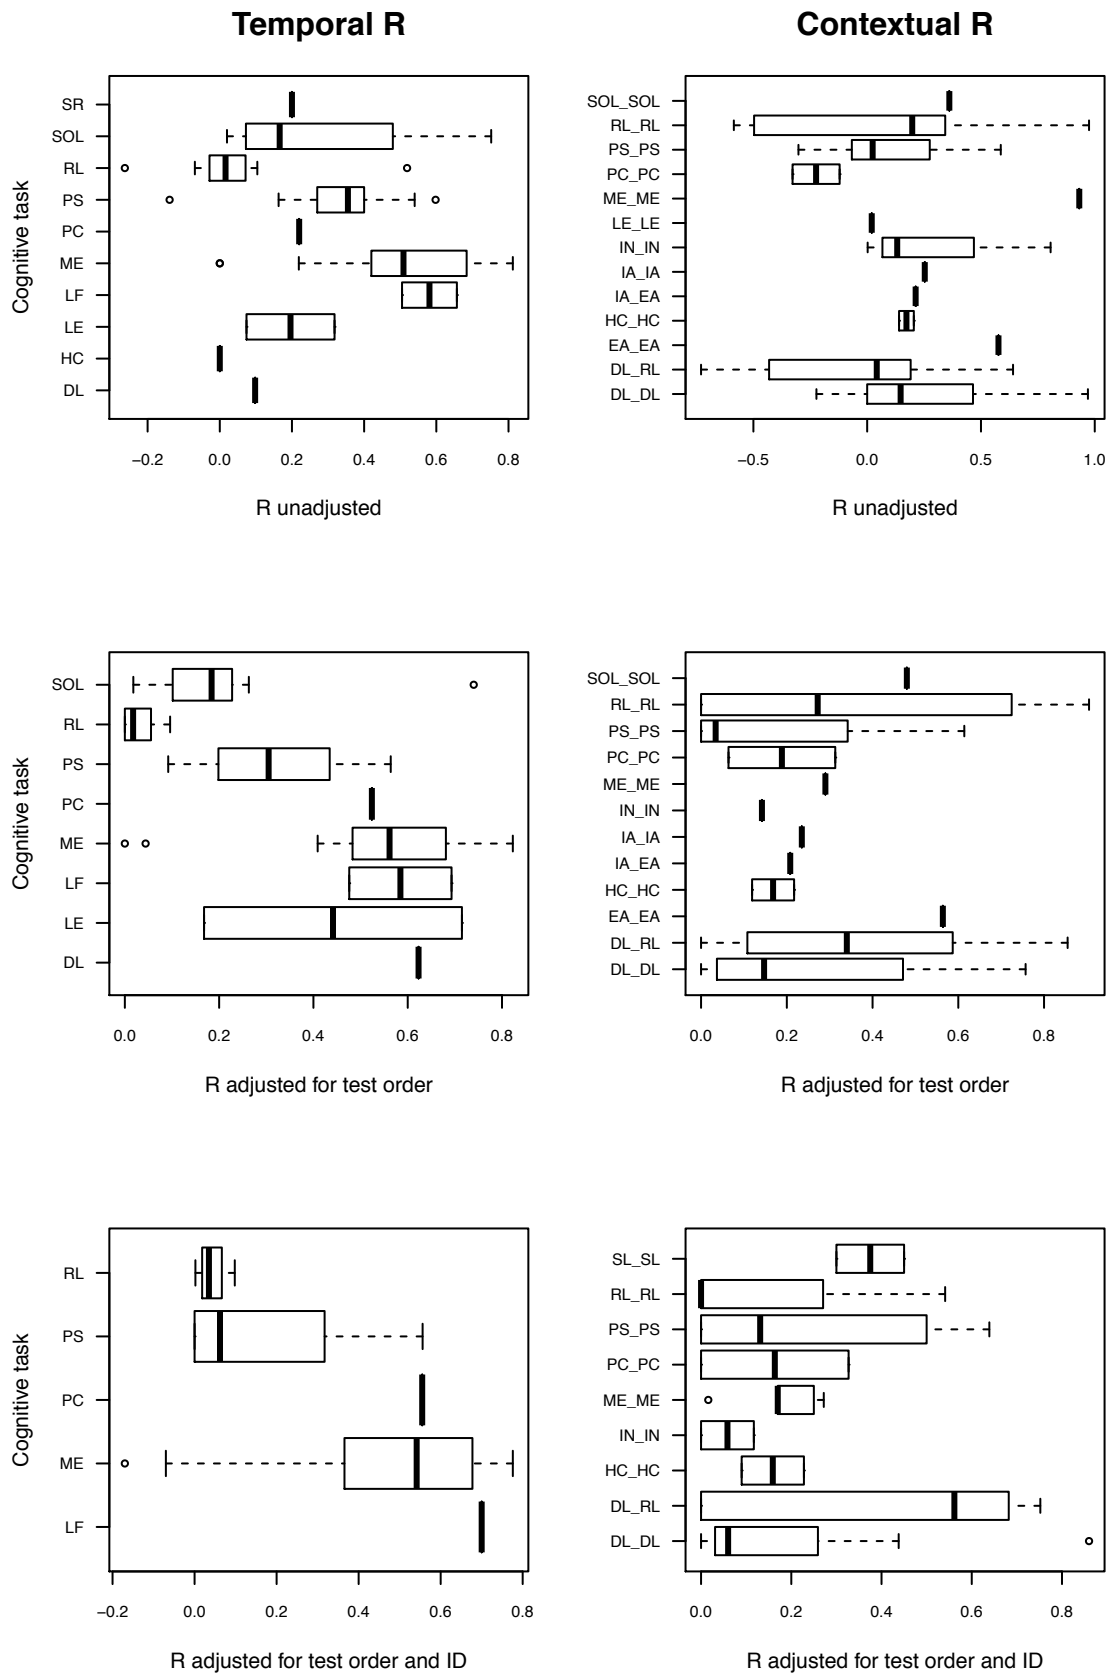 Temporal R
Contextual R
Cognitive task
SR
SOL
RL
PS
PC
ME
LF
LE
HC
DL
−0.2 0.0 0.2 0.4 0.6 0.8
R unadjusted
SOL_SOL
RL_RL
PS_PS
PC_PC
ME_ME
LE_LE
IN_IN
IA_IA
IA_EA
HC_HC
EA_EA
DL_RL
DL_DL
−0.5 0.0 0.5 1.0
R unadjusted
Cognitive task
SOL
RL
PS
PC
ME
LF
LE
DL
0.0 0.2 0.4 0.6 0.8
R adjusted for test order
SOL_SOL
RL_RL
PS_PS
PC_PC
ME_ME
IN_IN
IA_IA
IA_EA
HC_HC
EA_EA
DL_RL
DL_DL
0.0 0.2 0.4 0.6 0.8
R adjusted for test order
Cognitive task
RL
PS
PC
ME
LF
−0.2 0.0 0.2 0.4 0.6 0.8
R adjusted for test order and ID
SL_SL
RL_RL
PS_PS
PC_PC
ME_ME
IN_IN
HC_HC
DL_RL
DL_DL
0.0 0.2 0.4 0.6 0.8
R adjusted for test order and ID